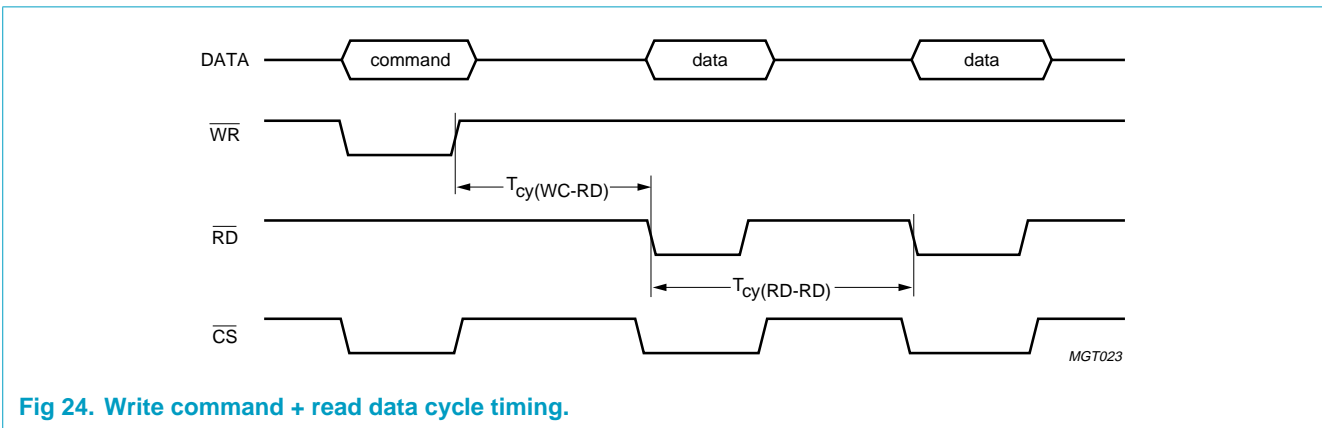 DATA
command
data
data
WR
Tcy(WC-RD)
RD
Tcy(RD-RD)
CS
MGT023
Fig 24. Write command + read data cycle timing.